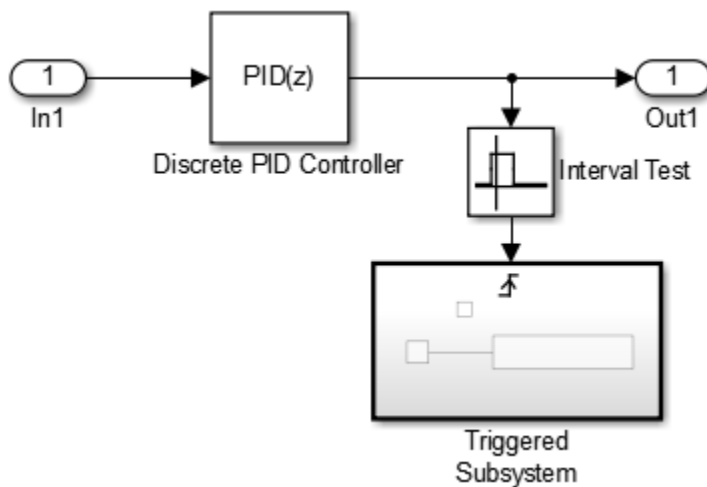 1
In1
PID(z)
Discrete PID Controller
1
Out1
Interval Test
Triggered
Subsystem